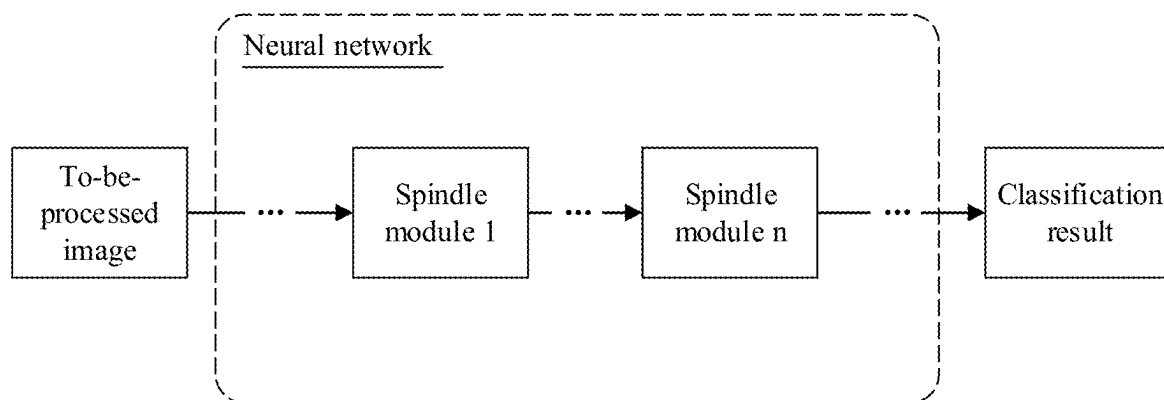 Neural network
To-be-
processed
image
...
Spindle
module 1
...
Spindle
module n
...
Classification
result